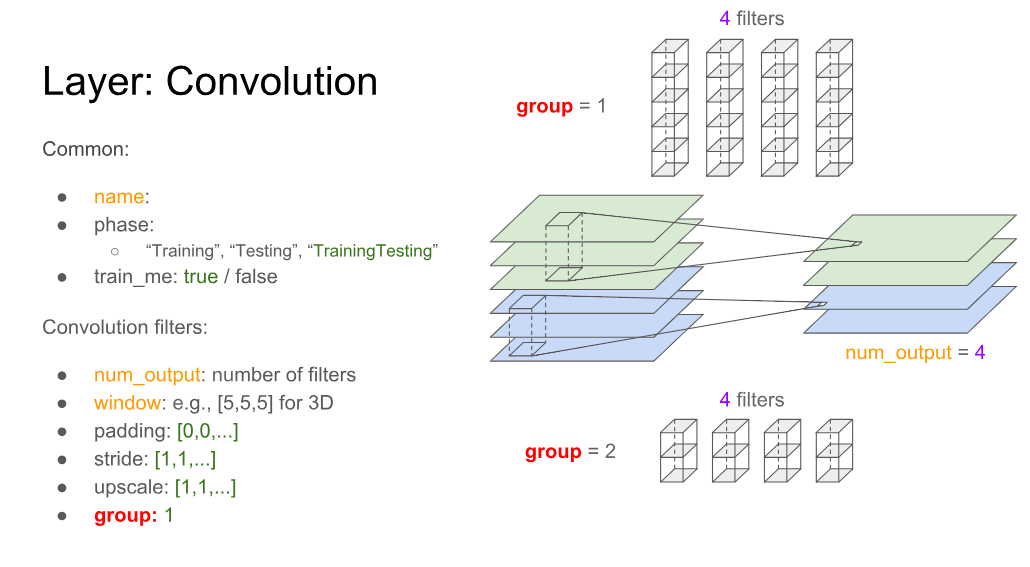 Layer: Convolution
Common:
● name:
● phase:
○ “Training”, “Testing”, “TrainingTesting”
● train_me: true / false
Convolution filters:
● num_output: number of filters
● window: e.g., [5,5,5] for 3D
● padding: [0,0,...]
● stride: [1,1,...]
● upscale: [1,1,...]
● group: 1
4 filters
group = 1
num_output = 4
4 filters
group = 2